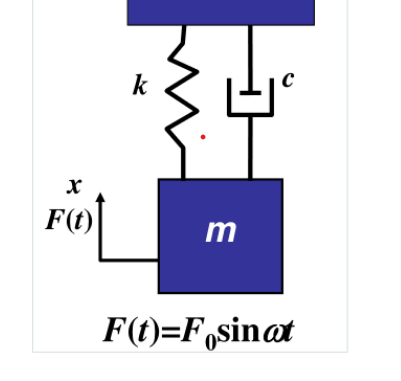 k
c
x
F(t)
m
F(t)=F₀sinωt